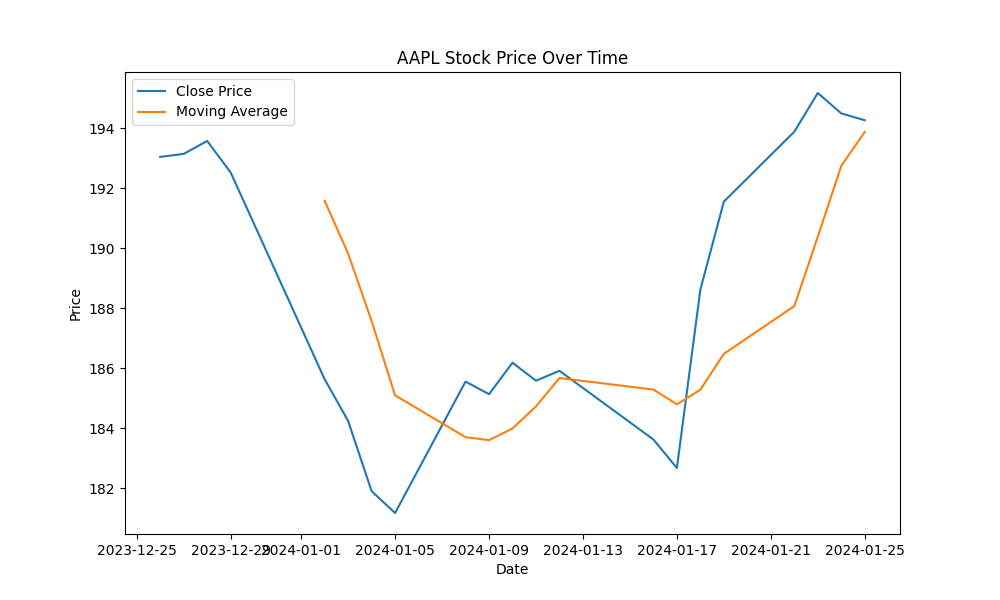 AAPL Stock Price Over Time
Close Price
Moving Average
194
192
190
188
186
184
182
Price
2023-12-25 2023-12-29 2024-01-01 2024-01-05 2024-01-09 2024-01-13 2024-01-17 2024-01-21 2024-01-25
Date